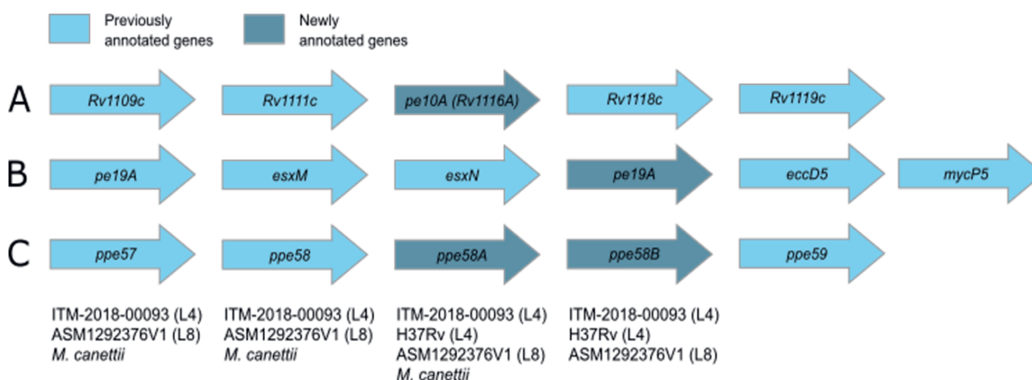 Previously
annotated genes
Newly
annotated genes
A
Rv1109c
Rv1111c
pe10A (Rv1116A)
Rv1118c
Rv1119c
B
pe19A
esxM
esxN
pe19A
eccD5
mycP5
C
ppe57
ppe58
ppe58A
ppe58B
ppe59
ITM-2018-00093 (L4)
ASM1292376V1 (L8)
M. canettii
ITM-2018-00093 (L4)
ASM1292376V1 (L8)
M. canettii
ITM-2018-00093 (L4)
H37Rv (L4)
ASM1292376V1 (L8)
M. canettii
ITM-2018-00093 (L4)
H37Rv (L4)
ASM1292376V1 (L8)